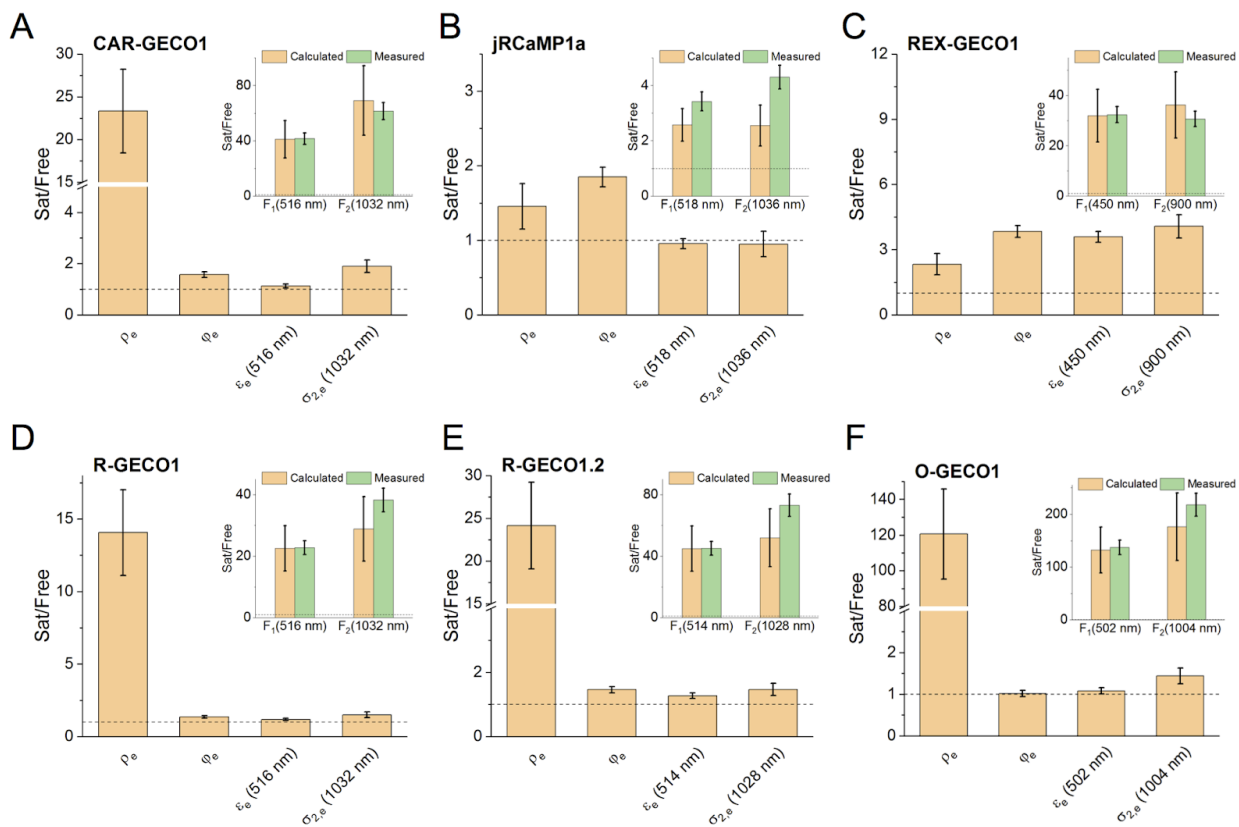 A
CAR-GECO1
Sat/Free
30
25
20
15
4
2
0
ρe
φe
εe (516 nm)
σ2,e (1032 nm)
Calculated
Measured
Sat/Free
80
40
0
F1(516 nm)
F2(1032 nm)
B
jRCaMP1a
Sat/Free
3
2
1
0
ρe
φe
εe (518 nm)
σ2,e (1036 nm)
Calculated
Measured
Sat/Free
4
2
0
F1(518 nm)
F2(1036 nm)
C
REX-GECO1
Sat/Free
12
9
6
3
0
ρe
φe
εe (450 nm)
σ2,e (900 nm)
Calculated
Measured
Sat/Free
40
20
0
F1(450 nm)
F2(900 nm)
D
R-GECO1
Sat/Free
15
10
5
0
ρe
φe
εe (516 nm)
σ2,e (1032 nm)
Calculated
Measured
Sat/Free
40
20
0
F1(516 nm)
F2(1032 nm)
E
R-GECO1.2
Sat/Free
30
25
20
15
2
0
ρe
φe
εe (514 nm)
σ2,e (1028 nm)
Calculated
Measured
Sat/Free
80
40
0
F1(514 nm)
F2(1028 nm)
F
O-GECO1
Sat/Free
140
120
100
80
2
1
0
ρe
φe
εe (502 nm)
σ2,e (1004 nm)
Calculated
Measured
Sat/Free
200
100
0
F1(502 nm)
F2(1004 nm)